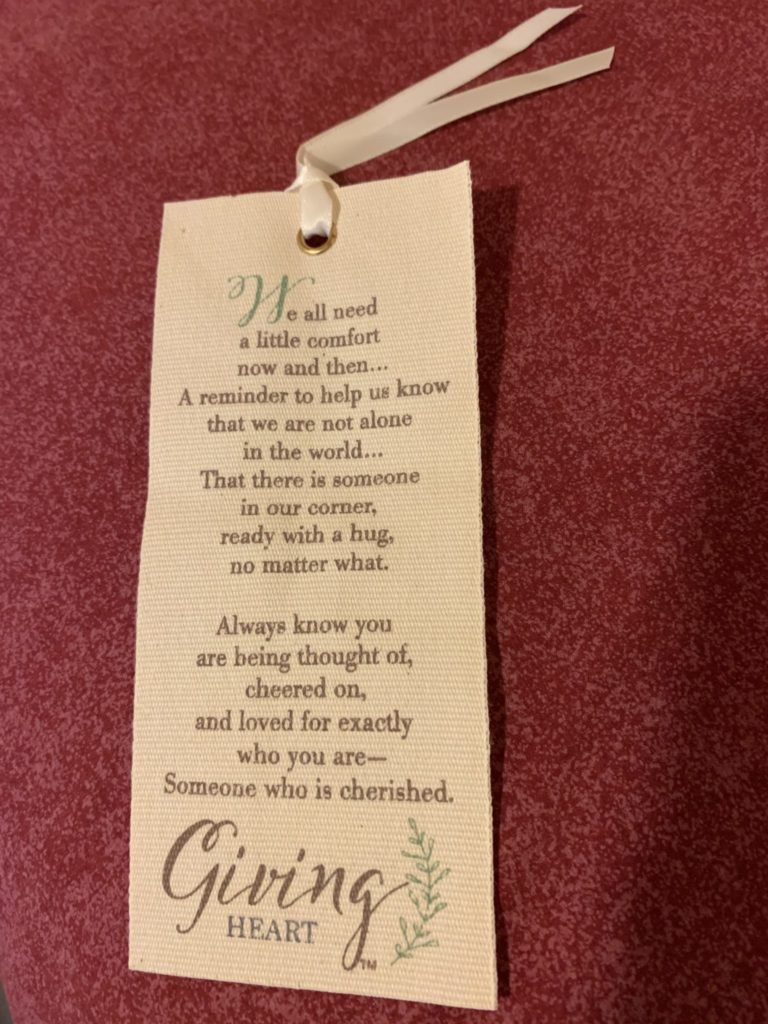 We all need
a little comfort
now and then...
A reminder to help us know
that we are not alone
in the world...
That there is someone
in our corner,
ready with a hug,
no matter what.
Always know you
are being thought of,
cheered on,
and loved for exactly
who you are—
Someone who is cherished.
Giving
HEART
TM